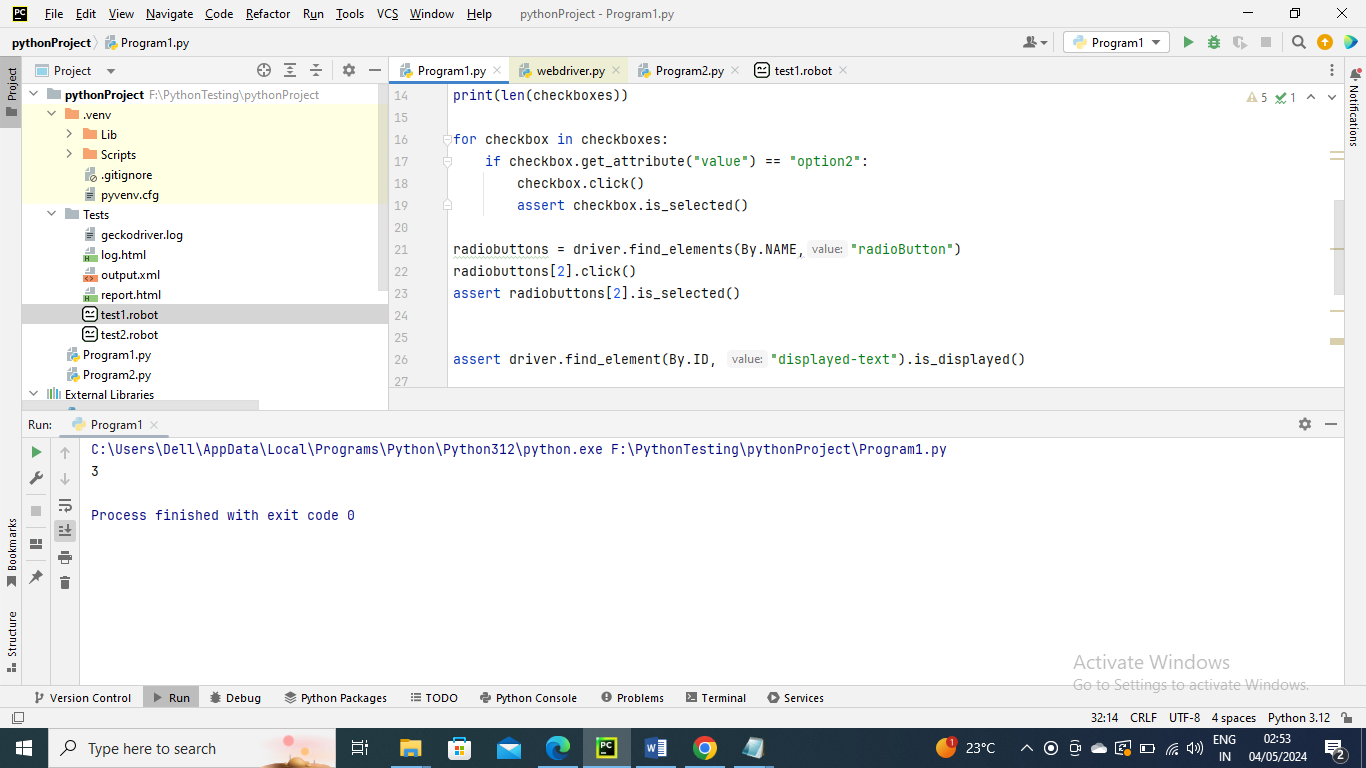 PC File Edit View Navigate Code Refactor Run Tools VCS Window Help pythonProject - Program1.py
pythonProject Program1.py Program1
Project
Project
Program1.py webdriver.py Program2.py test1.robot
Notifications
pythonProject F:\PythonTesting\pythonProject
.venv
Lib
Scripts
.gitignore
pyvenv.cfg
Tests
geckodriver.log
log.html
output.xml
report.html
test1.robot
test2.robot
Program1.py
Program2.py
External Libraries
5 1
14 print(len(checkboxes))
15
16 for checkbox in checkboxes:
17 if checkbox.get_attribute("value") == "option2":
18 checkbox.click()
19 assert checkbox.is_selected()
20
21 radiobuttons = driver.find_elements(By.NAME, value: "radioButton")
22 radiobuttons[2].click()
23 assert radiobuttons[2].is_selected()
24
25
26 assert driver.find_element(By.ID, value: "displayed-text").is_displayed()
27
Run: Program1
C:\Users\Dell\AppData\Local\Programs\Python\Python312\python.exe F:\PythonTesting\pythonProject\Program1.py
3
Process finished with exit code 0
Bookmarks
Structure
Activate Windows
Go to Settings to activate Windows.
Version Control Run Debug Python Packages TODO Python Console Problems Terminal Services
32:14 CRLF UTF-8 4 spaces Python 3.12
Type here to search
PC
1
23°C
ENG
IN
02:53
04/05/2024
2